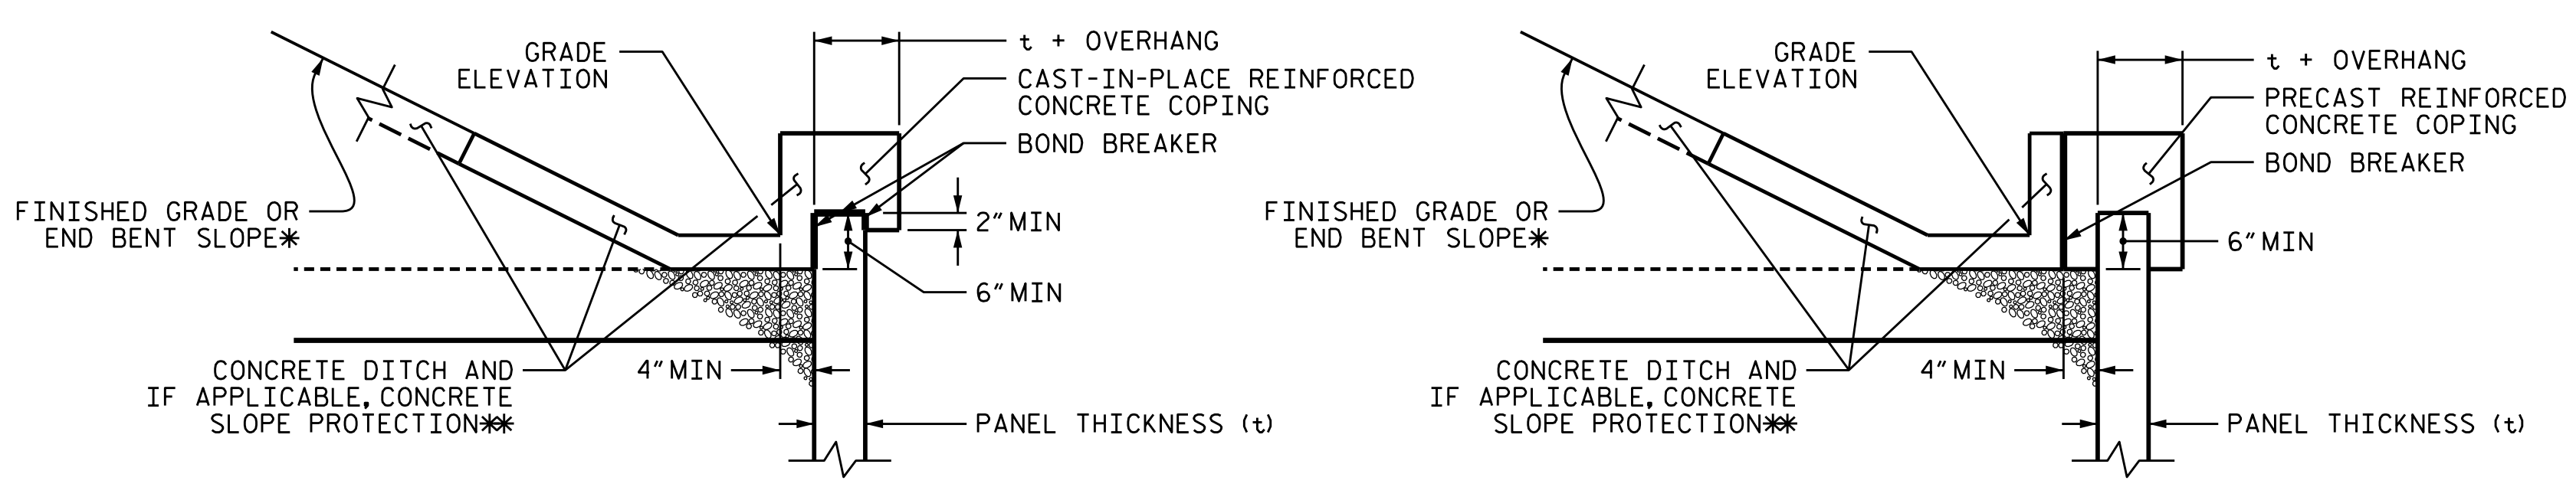 GRADE
ELEVATION
t + OVERHANG
CAST-IN-PLACE REINFORCED
CONCRETE COPING
BOND BREAKER
2" MIN
6" MIN
FINISHED GRADE OR
END BENT SLOPE*
CONCRETE DITCH AND
IF APPLICABLE, CONCRETE
SLOPE PROTECTION**
4" MIN
PANEL THICKNESS (t)
GRADE
ELEVATION
t + OVERHANG
PRECAST REINFORCED
CONCRETE COPING
BOND BREAKER
6" MIN
FINISHED GRADE OR
END BENT SLOPE*
CONCRETE DITCH AND
IF APPLICABLE, CONCRETE
SLOPE PROTECTION**
4" MIN
PANEL THICKNESS (t)